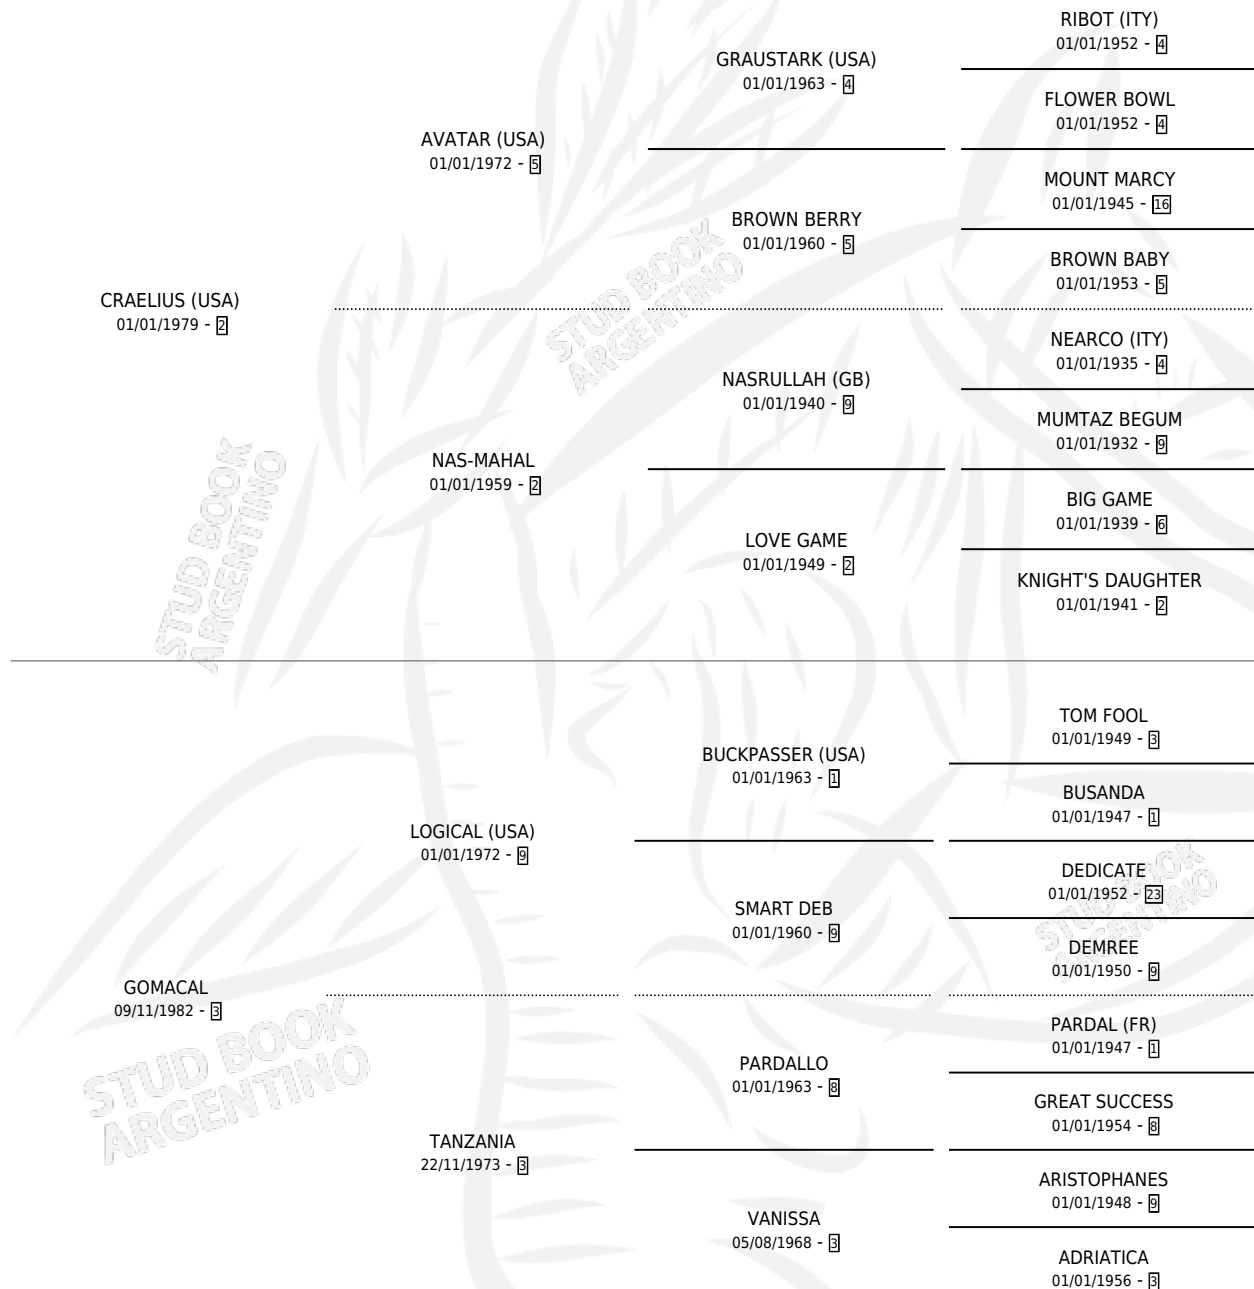 RIBOT (ITY)
01/01/1952 - 4
GRAUSTARK (USA)
01/01/1963 - 4
FLOWER BOWL
01/01/1952 - 4
AVATAR (USA)
01/01/1972 - 5
MOUNT MARCY
01/01/1945 - 16
BROWN BERRY
01/01/1960 - 5
BROWN BABY
01/01/1953 - 5
CRAELIUS (USA)
01/01/1979 - 2
STUD BOOK
ARGENTINO
NEARCO (ITY)
01/01/1935 - 4
NASRULLAH (GB)
01/01/1940 - 9
MUMTAZ BEGUM
01/01/1932 - 9
NAS-MAHAL
01/01/1959 - 2
BIG GAME
01/01/1939 - 6
LOVE GAME
01/01/1949 - 2
KNIGHT'S DAUGHTER
01/01/1941 - 2
STUD BOOK
ARGENTINO
TOM FOOL
01/01/1949 - 3
BUCKPASSER (USA)
01/01/1963 - 1
BUSANDA
01/01/1947 - 1
LOGICAL (USA)
01/01/1972 - 9
DEDICATE
01/01/1952 - 23
SMART DEB
01/01/1960 - 9
STUD BOOK
ARGENTINO
DEMREE
01/01/1950 - 9
GOMACAL
09/11/1982 - 3
STUD BOOK
ARGENTINO
PARDAL (FR)
01/01/1947 - 1
PARDALLO
01/01/1963 - 8
GREAT SUCCESS
01/01/1954 - 8
TANZANIA
22/11/1973 - 3
ARISTOPHANES
01/01/1948 - 9
VANISSA
05/08/1968 - 3
ADRIATICA
01/01/1956 - 3